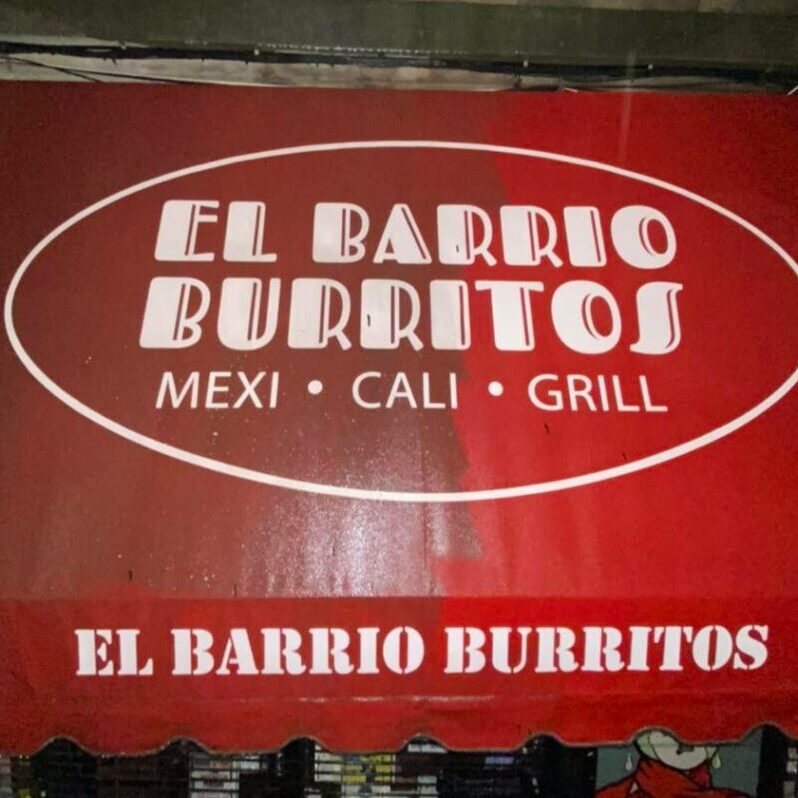 EL BARRIO
BURRITOS
MEXI • CALI • GRILL
EL BARRIO BURRITOS